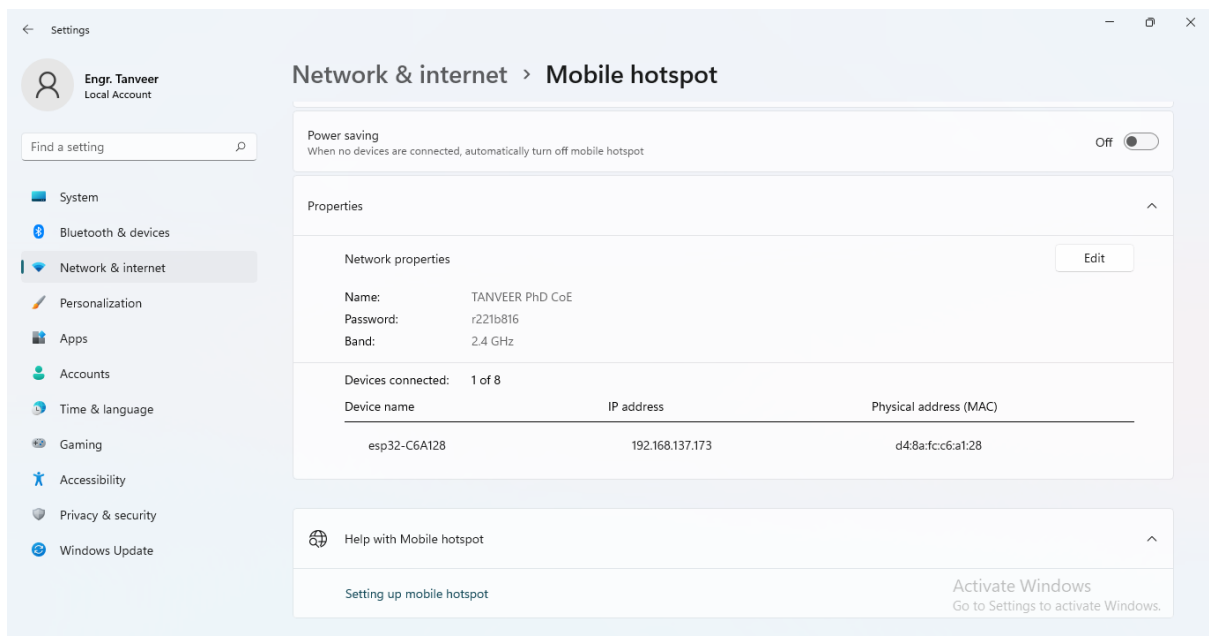 Settings
Engr. Tanveer
Local Account
Find a setting
System
Bluetooth & devices
Network & internet
Personalization
Apps
Accounts
Time & language
Gaming
Accessibility
Privacy & security
Windows Update
Network & internet › Mobile hotspot
Power saving
When no devices are connected, automatically turn off mobile hotspot
Off
Properties
Network properties
Edit
Name: TANVEER PhD CoE
Password: r221b816
Band: 2.4 GHz
Devices connected: 1 of 8
Device name IP address Physical address (MAC)
esp32-C6A128 192.168.137.173 d4:8a:fc:c6:a1:28
Help with Mobile hotspot
Setting up mobile hotspot
Activate Windows
Go to Settings to activate Windows.